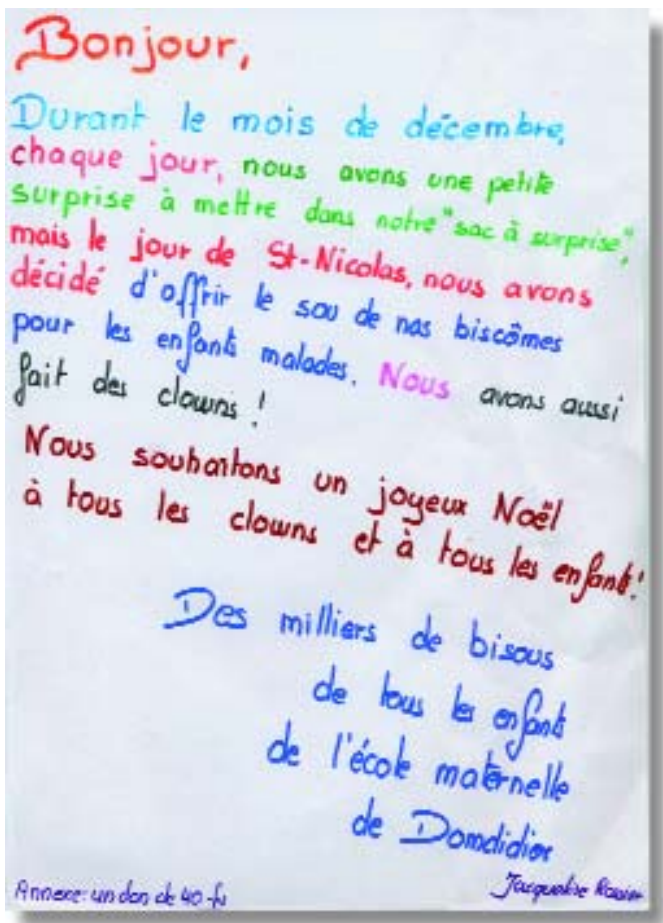 Bonjour,
Durant le mois de décembre,
chaque jour, nous avons une petite
surprise à mettre dans notre "sac à surprise",
mais le jour de St-Nicolas, nous avons
décidé d'offrir le sou de nos biscômes
pour les enfants malades. Nous avons aussi
fait des clowns !
Nous souhaitons un joyeux Noël
à tous les clowns et à tous les enfants!
Des milliers de bisous
de tous les enfants
de l'école maternelle
de Domdidier
Jacqueline
Annexe: un don de 40.-fs